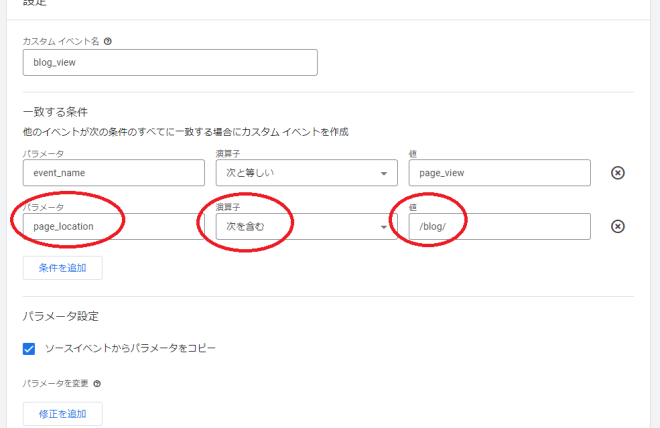 設定
カスタム イベント名
blog_view
一致する条件
他のイベントが次の条件のすべてに一致する場合にカスタム イベントを作成
パラメータ 演算子 値
event_name 次と等しい page_view
パラメータ 演算子 値
page_location 次を含む /blog/
条件を追加
パラメータ設定
ソースイベントからパラメータをコピー
パラメータを変更
修正を追加